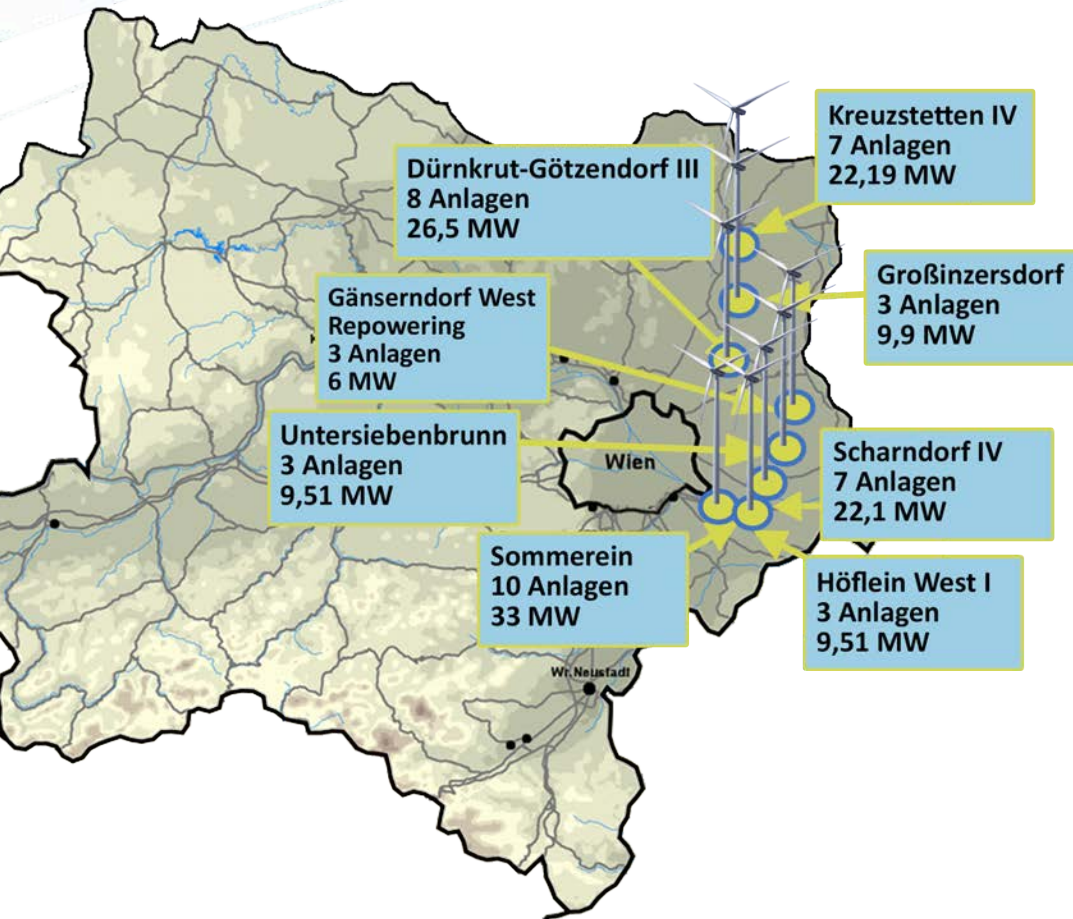 Kreuzstetten IV
7 Anlagen
22,19 MW
Dürnkrut-Götzendorf III
8 Anlagen
26,5 MW
Großinzersdorf
3 Anlagen
9,9 MW
Gänserndorf West
Repowering
3 Anlagen
6 MW
Untersiebenbrunn
3 Anlagen
9,51 MW
Wien
Scharndorf IV
7 Anlagen
22,1 MW
Sommerein
10 Anlagen
33 MW
Höflein West I
3 Anlagen
9,51 MW
Wr.Neustadt